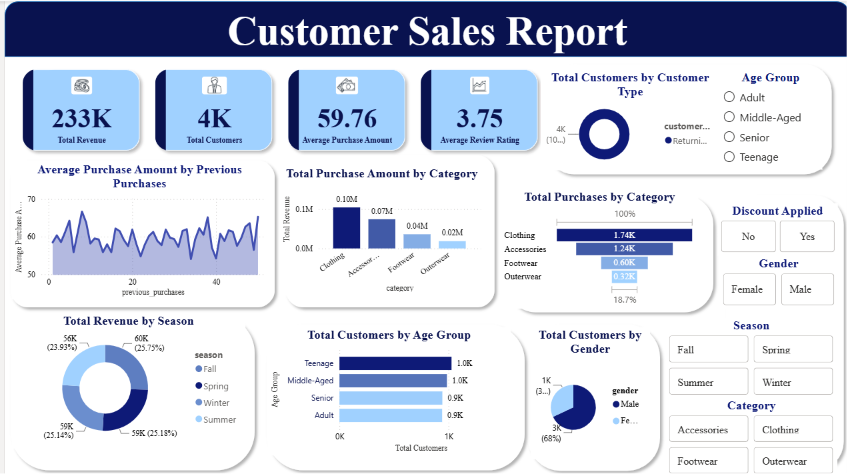 Customer Sales Report
233K
Total Revenue
4K
Total Customers
59.76
Average Purchase Amount
3.75
Average Review Rating
Total Customers by Customer
Type
4K
(10...)
customer...
Returni...
Age Group
Adult
Middle-Aged
Senior
Teenage
Average Purchase Amount by Previous
Purchases
Average Purchase A...
70
60
50
0
20
40
previous_purchases
Total Purchase Amount by Category
Total Revenue
0.1M
0.0M
0.10M
0.07M
0.04M
0.02M
Clothing
Accessor...
Footwear
Outerwear
category
Total Purchases by Category
100%
Clothing
1.74K
Accessories
1.24K
Footwear
0.60K
Outerwear
0.32K
18.7%
Discount Applied
No
Yes
Gender
Female
Male
Total Revenue by Season
56K
(23.93%)
60K
(25.75%)
59K
(25.14%)
59K (25.18%)
season
Fall
Spring
Winter
Summer
Total Customers by Age Group
Age Group
Teenage
1.0K
Middle-Aged
1.0K
Senior
0.9K
Adult
0.9K
0K
1K
Total Customers
Total Customers by
Gender
1K
(3...)
3K
(68%)
gender
Male
Fe...
Season
Fall
Spring
Summer
Winter
Category
Accessories
Clothing
Footwear
Outerwear